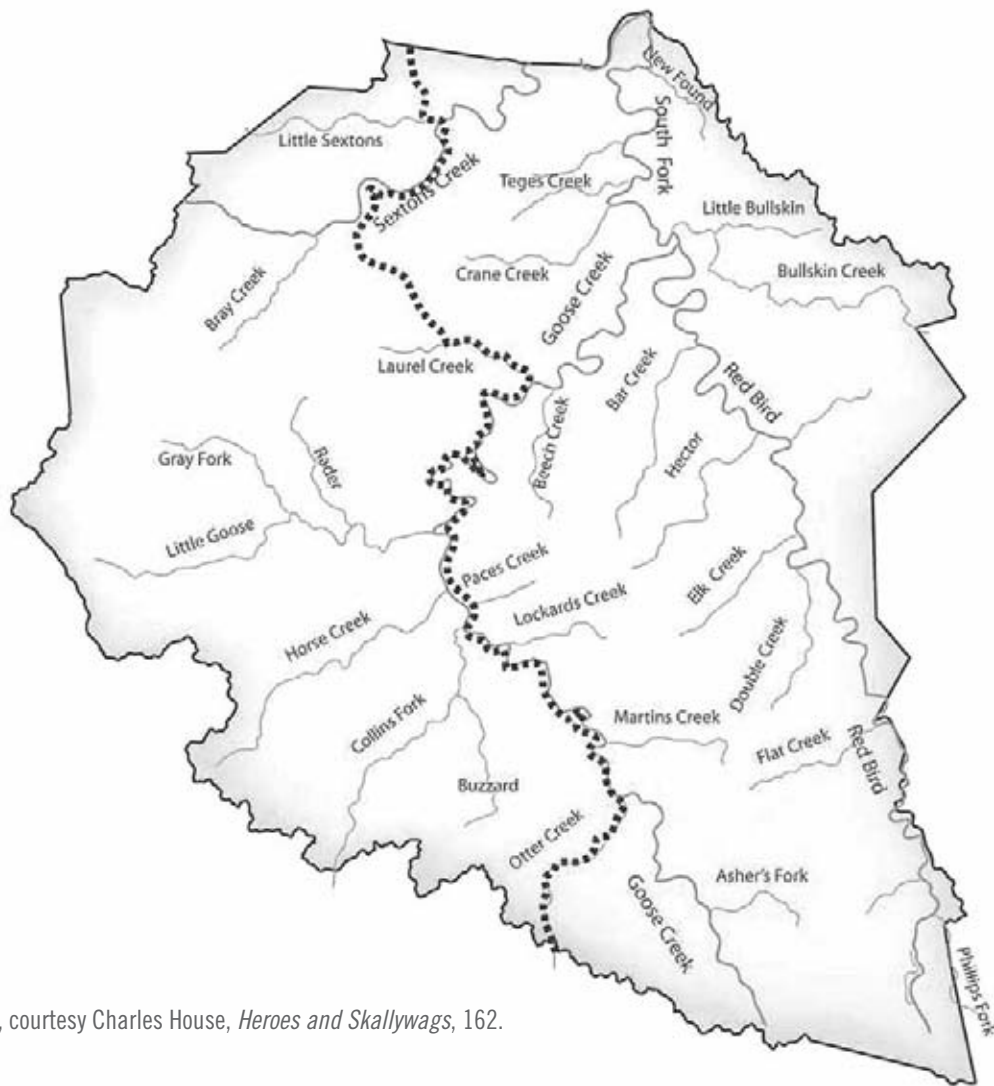 New Found
South Fork
Little Sextons
Teges Creek
Sextons Creek
Little Bullskin
Crane Creek
Goose Creek
Bullskin Creek
Bray Creek
Laurel Creek
Bar Creek
Red Bird
Beech Creek
Hector
Gray Fork
Rader
Little Goose
Paces Creek
Elk Creek
Lockards Creek
Horse Creek
Double Creek
Collins Fork
Martins Creek
Flat Creek
Red Bird
Buzzard
Otter Creek
Goose Creek
Asher's Fork
Phillips Fork
, courtesy Charles House, Heroes and Skallywags, 162.